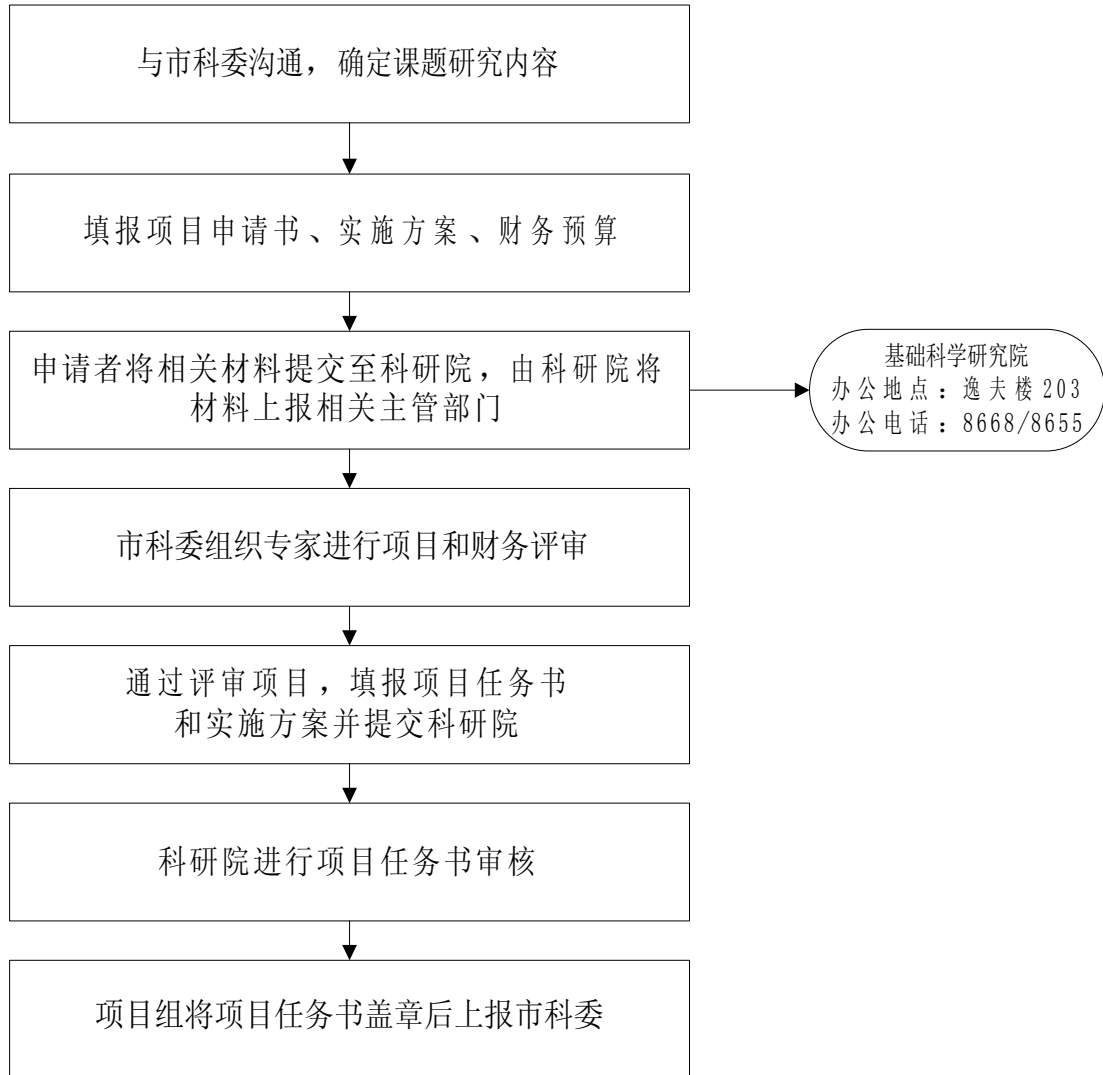 与市科委沟通，确定课题研究内容
填报项目申请书、实施方案、财务预算
申请者将相关材料提交至科研院，由科研院将
材料上报相关主管部门
基础科学研究院
办公地点：逸夫楼203
办公电话：8668/8655
市科委组织专家进行项目和财务评审
通过评审项目，填报项目任务书
和实施方案并提交科研院
科研院进行项目任务书审核
项目组将项目任务书盖章后上报市科委